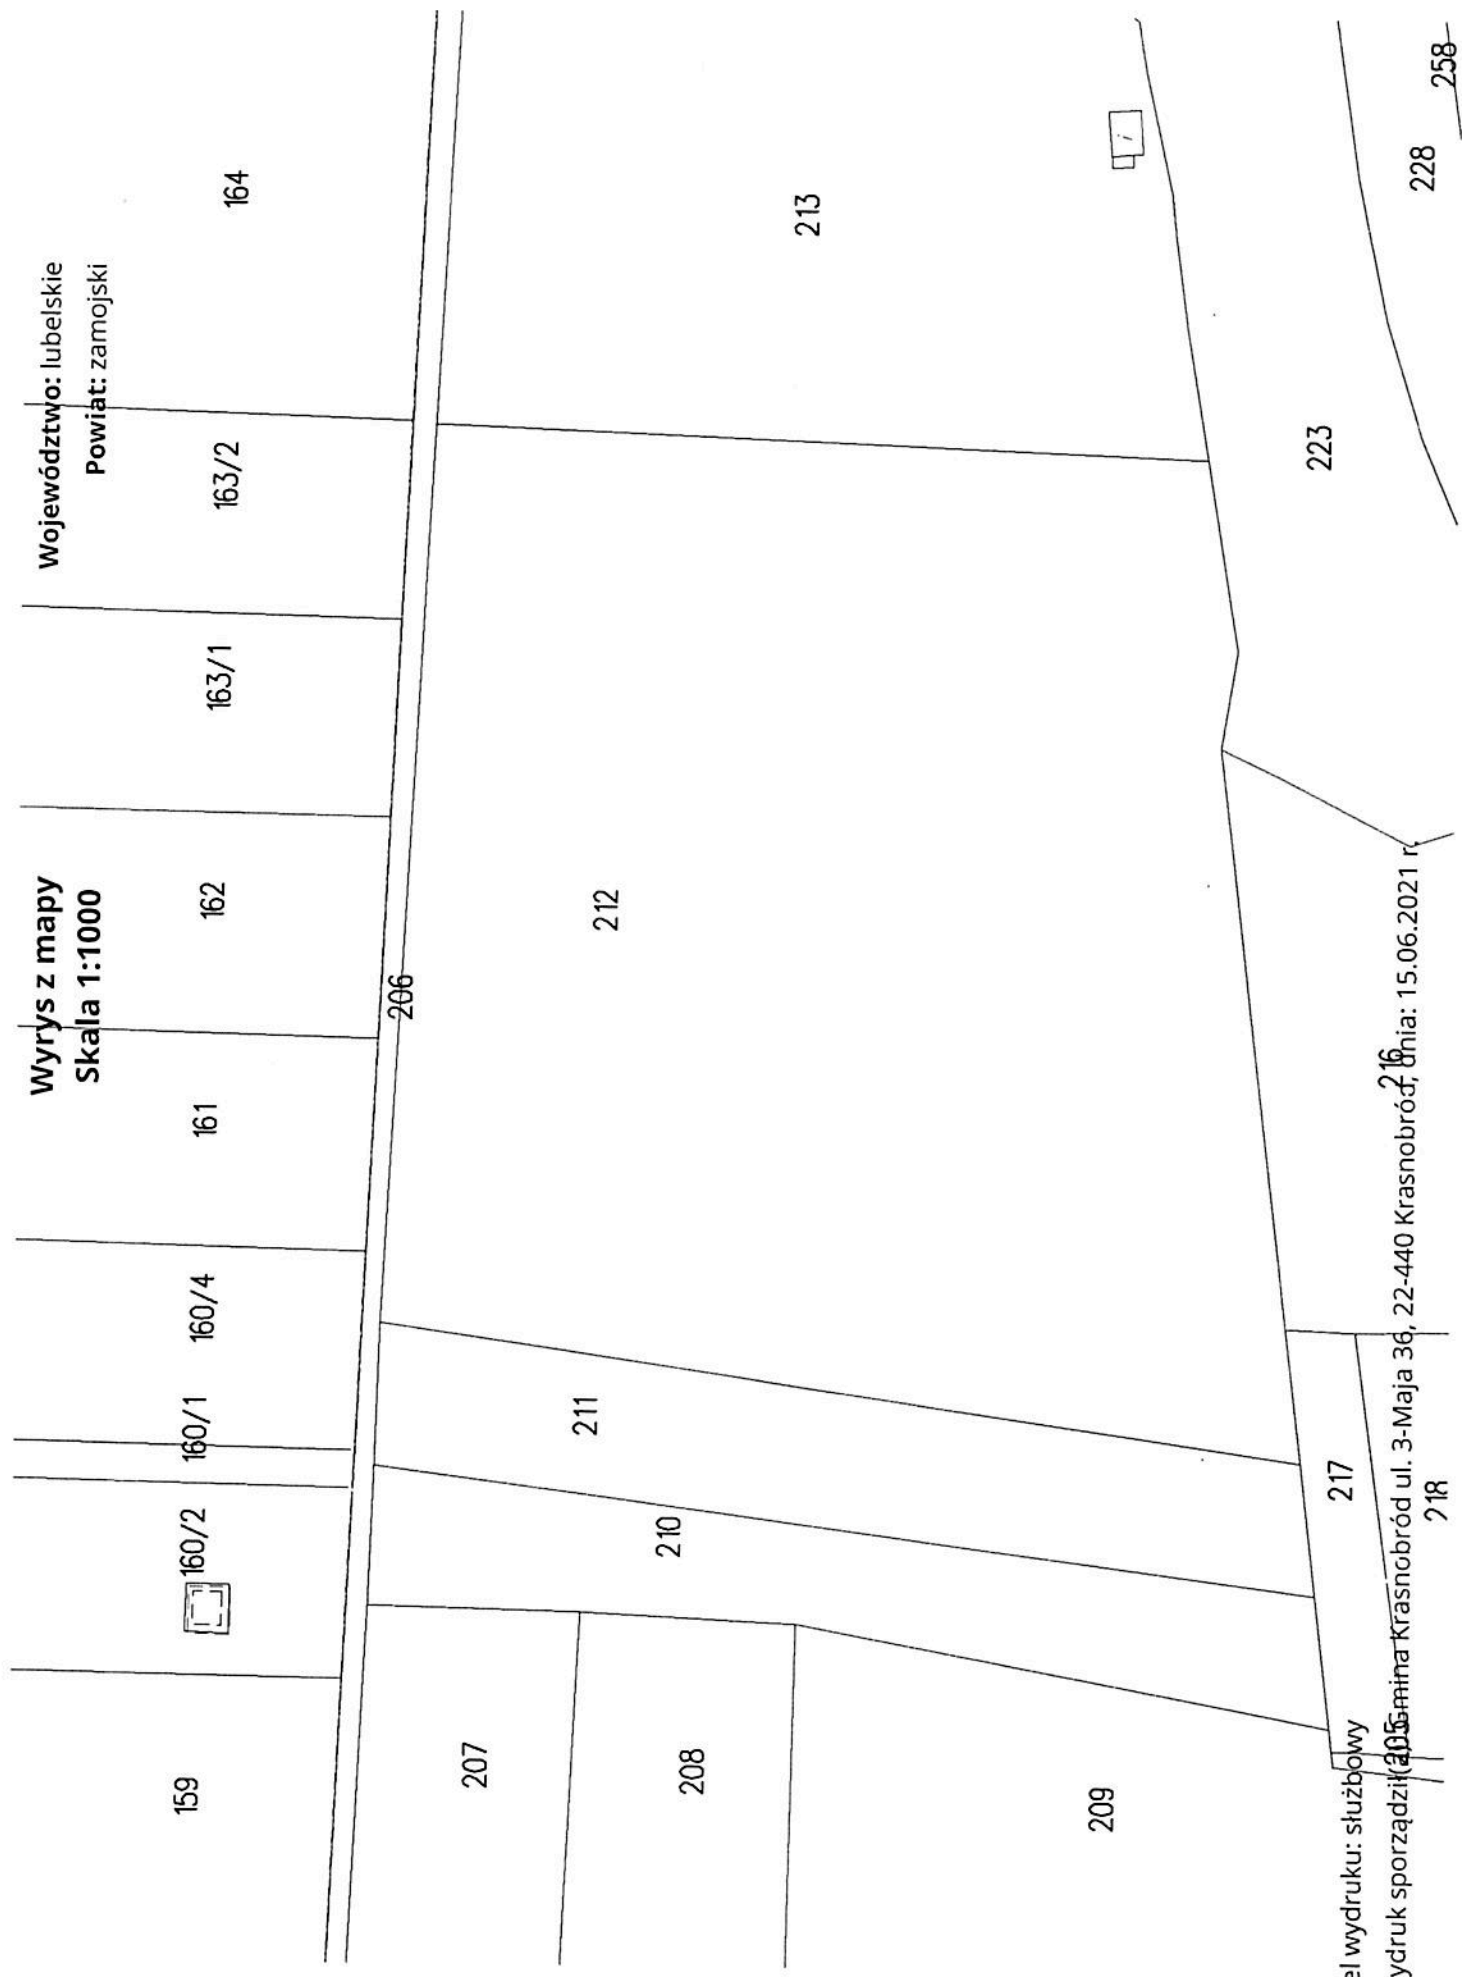 Wyrys z mapy
Skala 1:1000
Województwo: lubelskie
Powiat: zamojski
159 160/2 160/1 160/4 161 162 163/1 163/2 164
206
207 211 212
208 210 213
209
i
217 223
el wydruku: służbowy
205 216
ydruk sporządził(a): Gmina Krasnobród ul. 3-Maja 36, 22-440 Krasnobród, dnia: 15.06.2021 r.
218 228 258